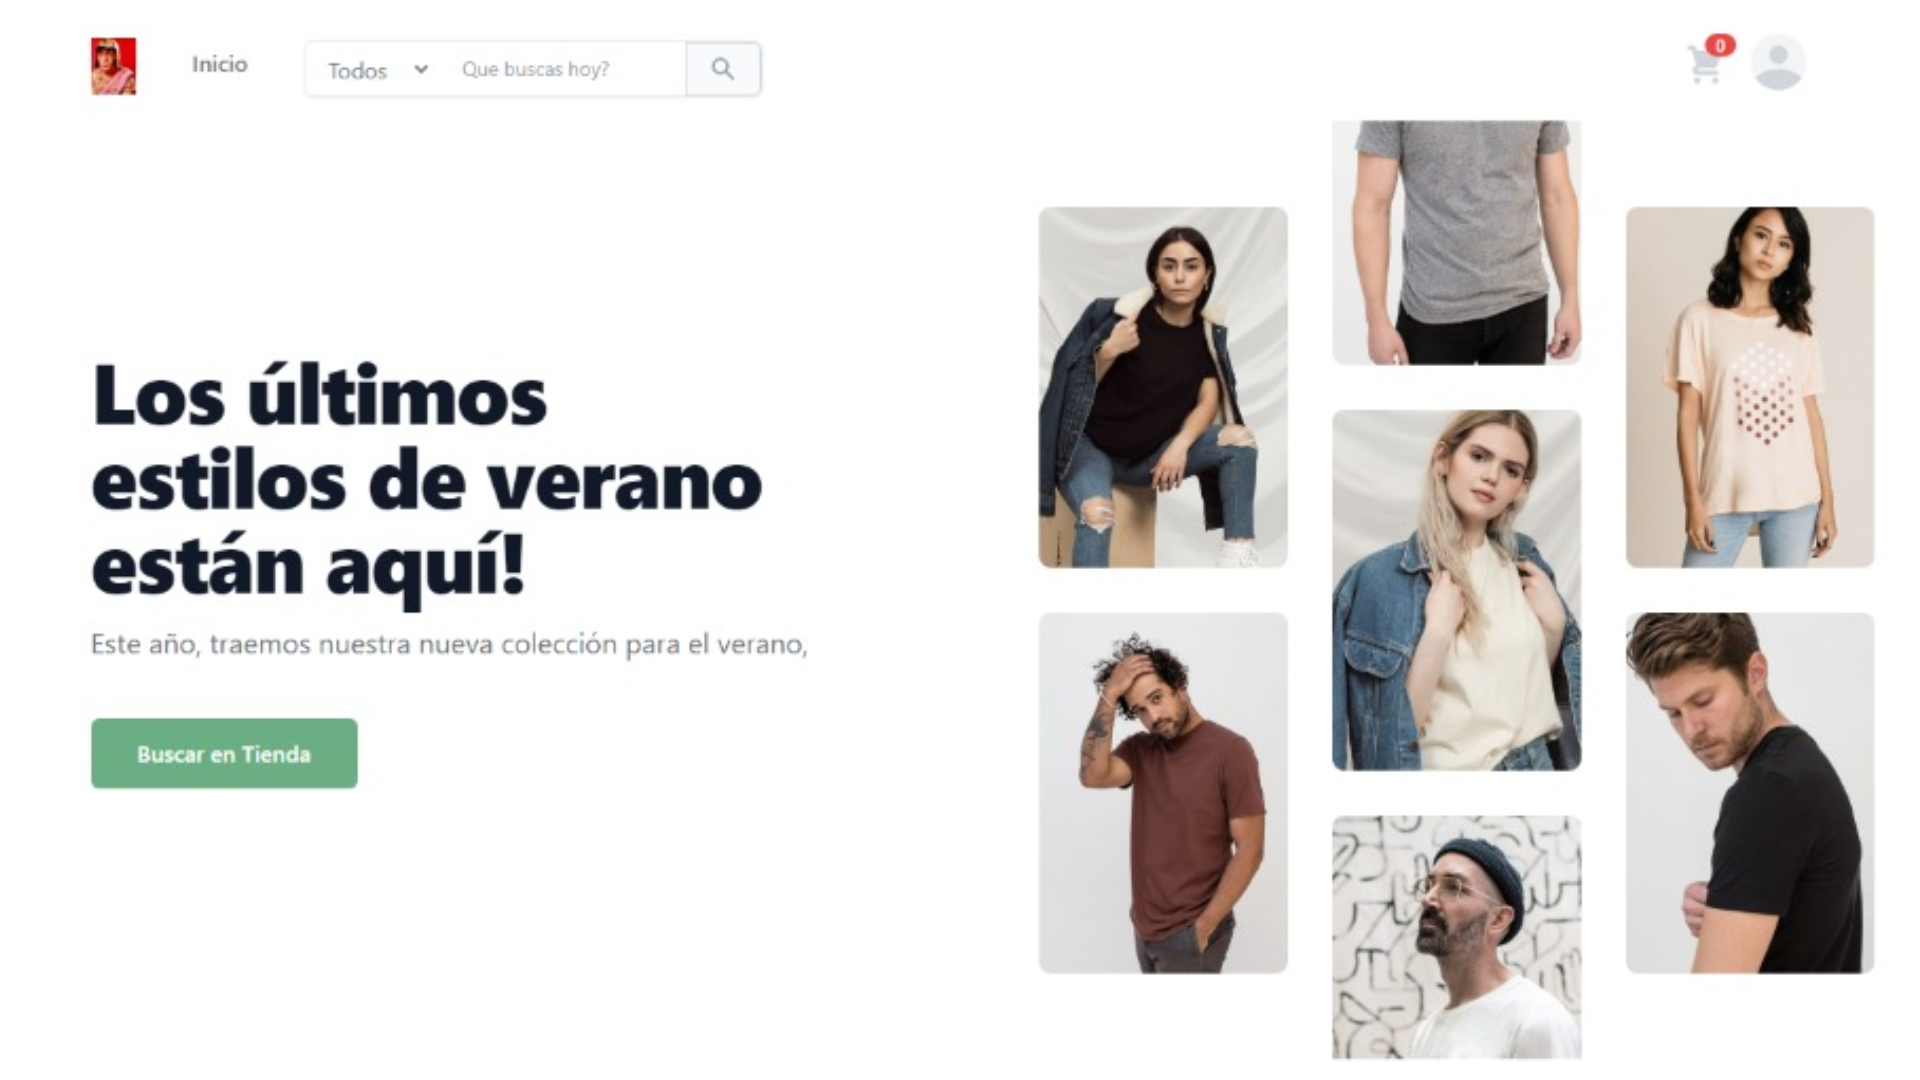 Inicio
Todos
Que buscas hoy?
0
Los últimos
estilos de verano
están aquí!
Este año, traemos nuestra nueva colección para el verano,
Buscar en Tienda